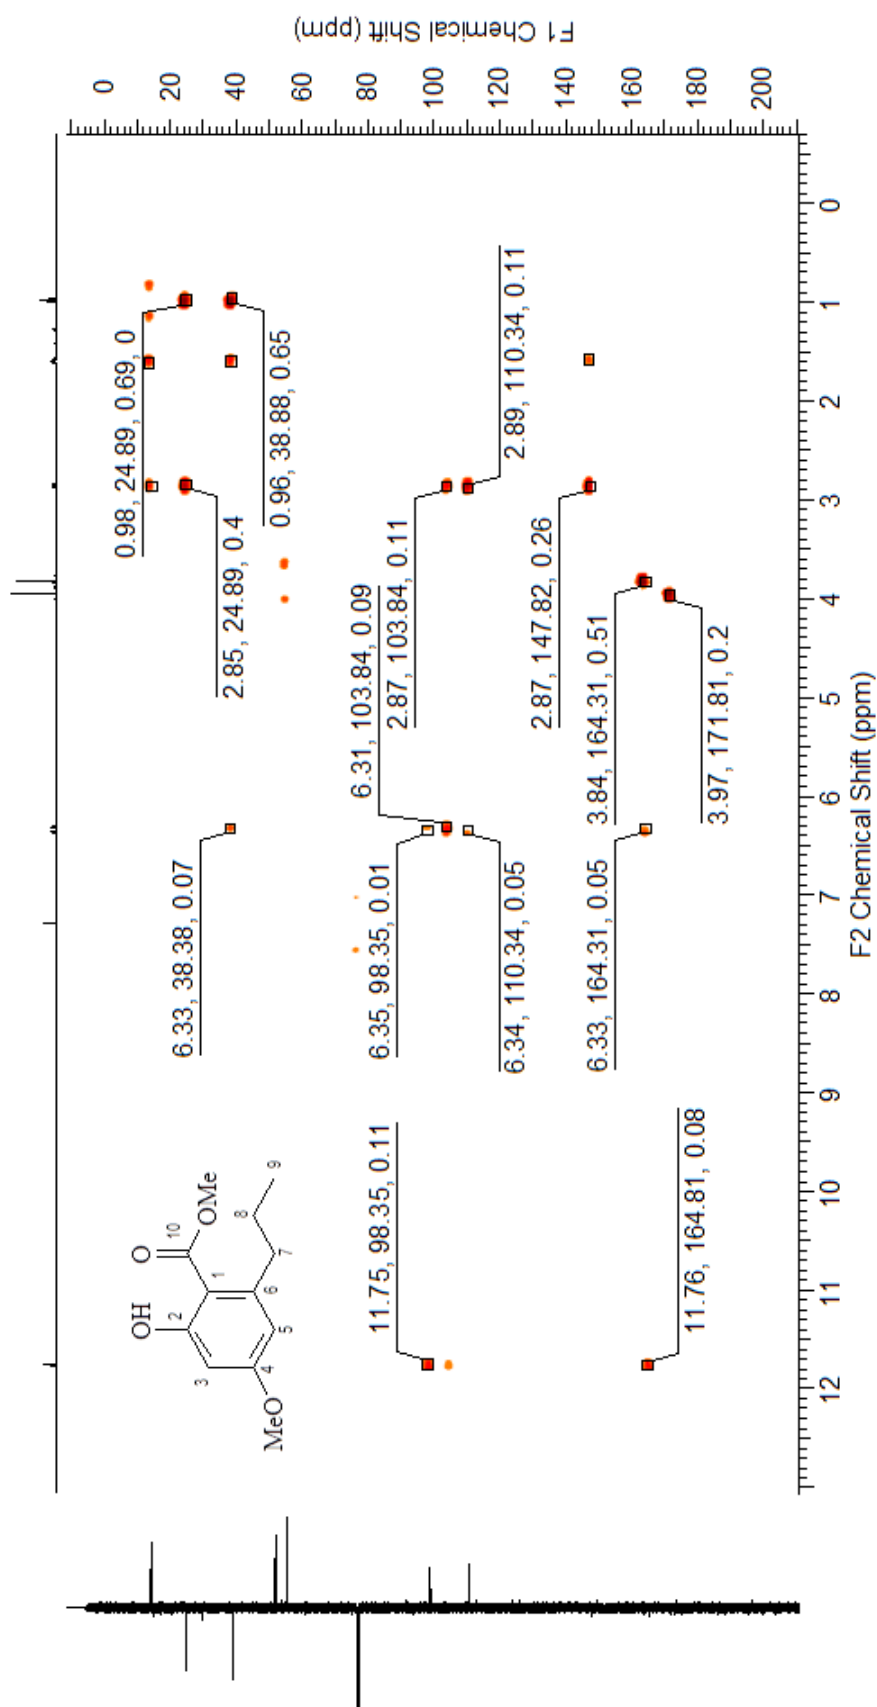 F1 Chemical Shift (ppm)
0
20
40
60
80
100
120
140
160
180
200
0
1
2
3
4
5
6
7
8
9
10
11
12
F2 Chemical Shift (ppm)
0.98, 24.89, 0.69, 0
0.96, 38.88, 0.65
2.85, 24.89, 0.4
2.89, 110.34, 0.11
2.87, 103.84, 0.11
6.31, 103.84, 0.09
2.87, 147.82, 0.26
3.84, 164.31, 0.51
3.97, 171.81, 0.2
6.33, 38.38, 0.07
6.35, 98.35, 0.01
6.34, 110.34, 0.05
6.33, 164.31, 0.05
11.75, 98.35, 0.11
11.76, 164.81, 0.08
OH
O
10
OMe
9
8
7
1
2
3
4
5
6
MeO